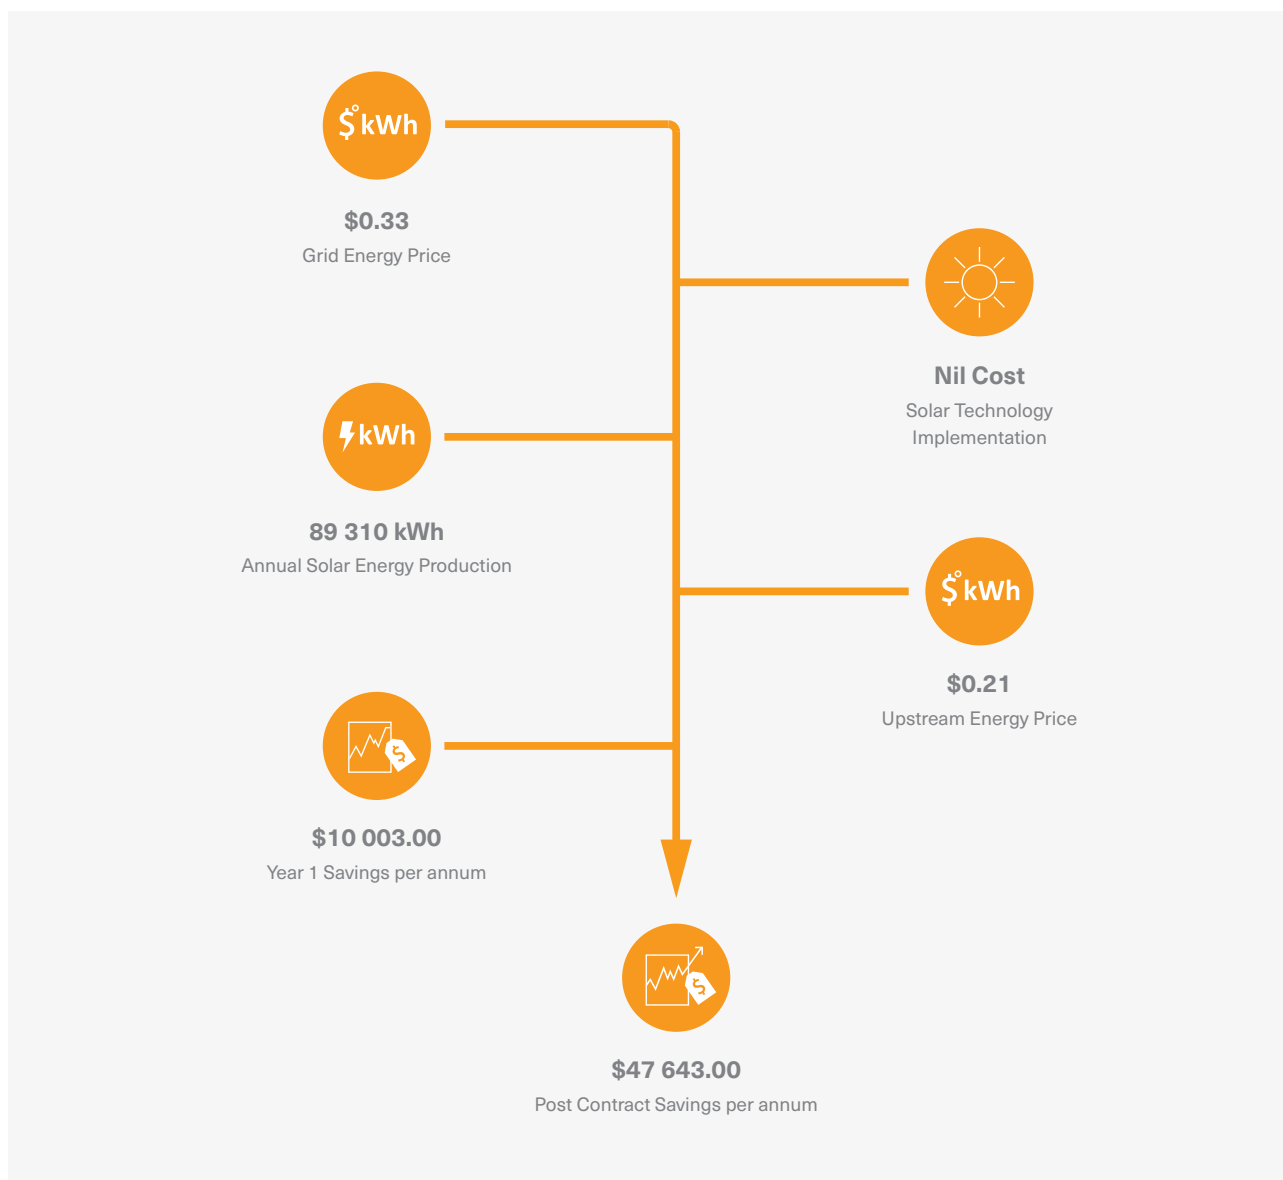 $ kWh
$0.33
Grid Energy Price
Nil Cost
Solar Technology
Implementation
kWh
89 310 kWh
Annual Solar Energy Production
$ kWh
$0.21
Upstream Energy Price
$
$10 003.00
Year 1 Savings per annum
$
$47 643.00
Post Contract Savings per annum